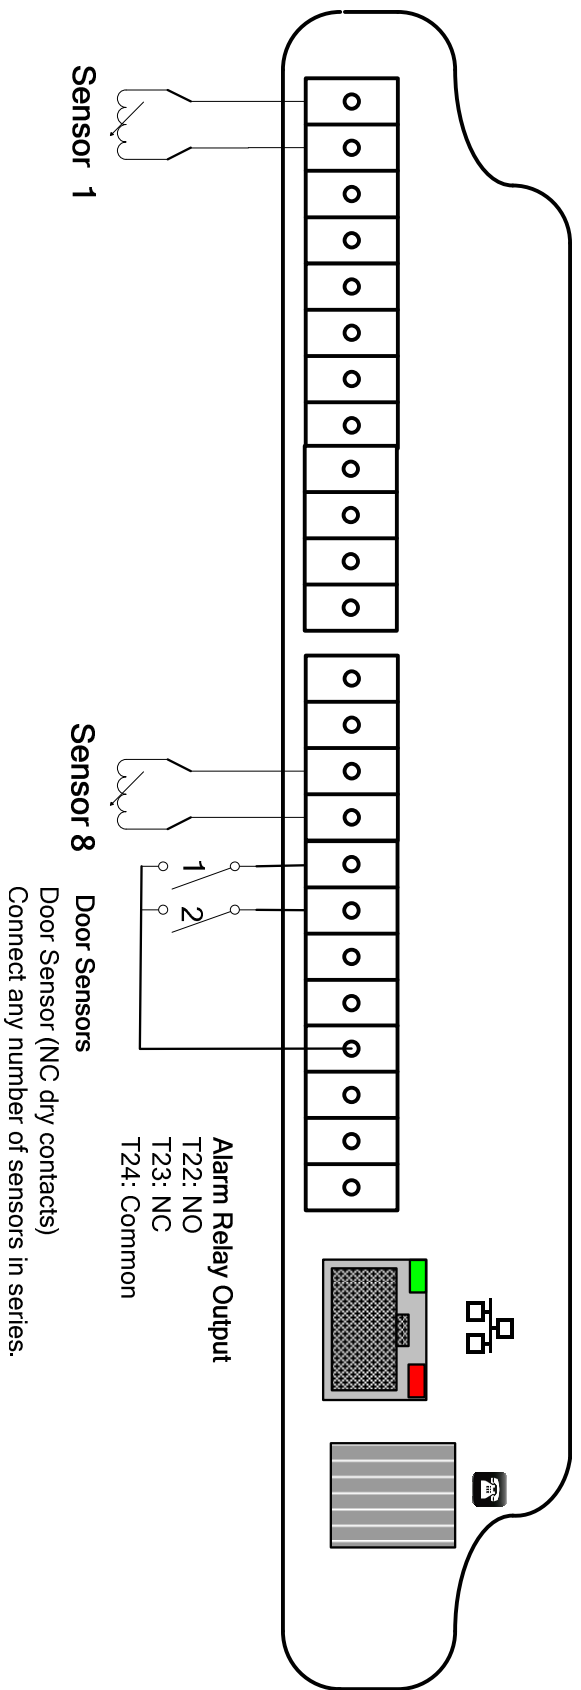 Sensor 1
Sensor 8
1
2
Door Sensors
Door Sensor (NC dry contacts)
Connect any number of sensors in series.
Alarm Relay Output
T22: NO
T23: NC
T24: Common